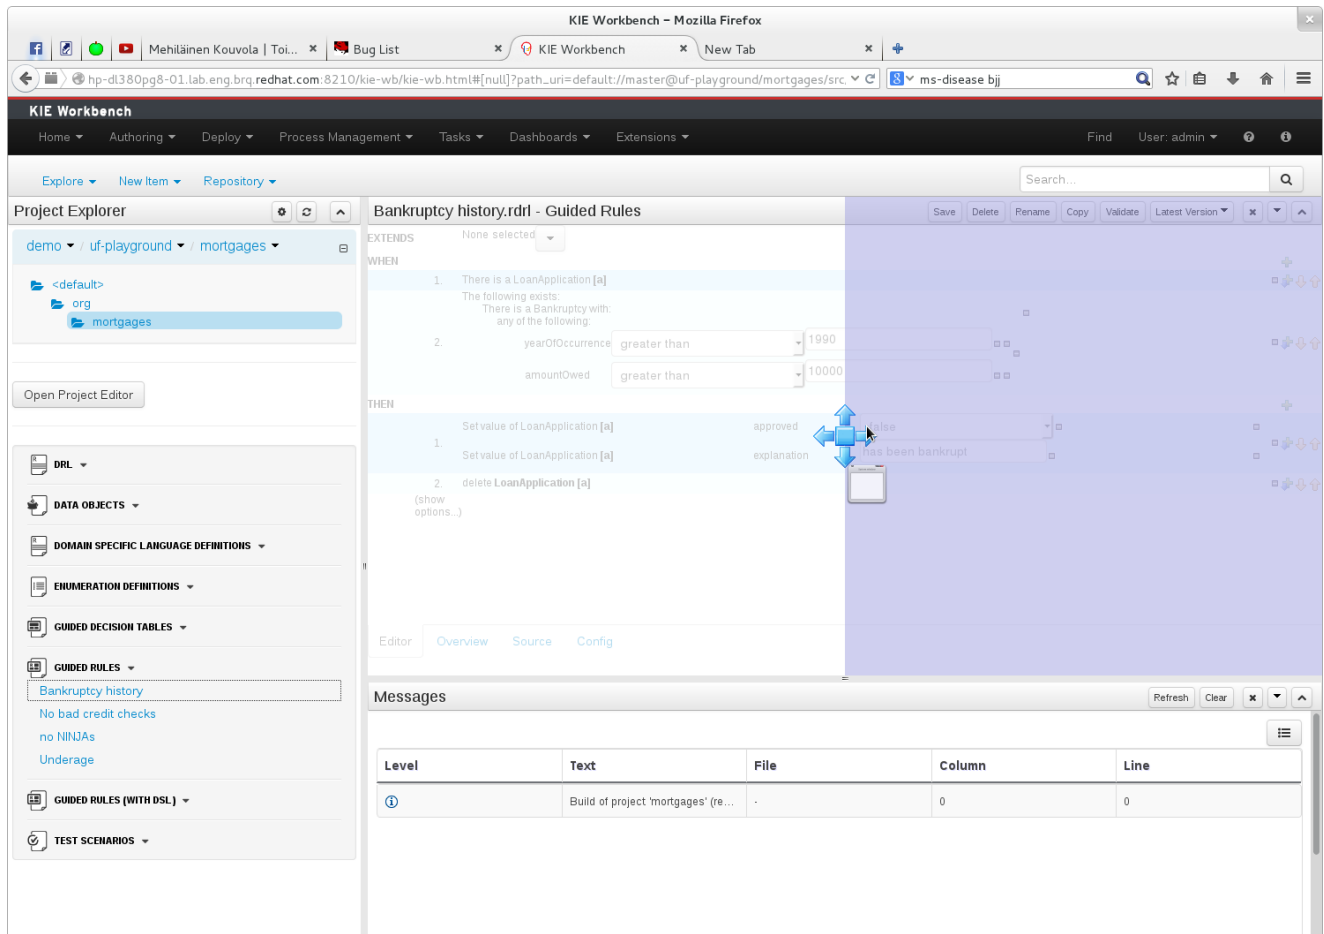 KIE Workbench - Mozilla Firefox
Mehiläinen Kouvola | Toi...
Bug List
KIE Workbench
New Tab
hp-dl380pg8-01.lab.eng.brq.redhat.com:8210/kie-wb/kie-wb.html#[null]?path_uri=default://master@uf-playground/mortgages/src.
ms-disease bjj
KIE Workbench
Home Authoring Deploy Process Management Tasks Dashboards Extensions Find User: admin
Explore New Item Repository Search...
Project Explorer
demo / uf-playground / mortgages
<default>
org
mortgages
Open Project Editor
DRL
DATA OBJECTS
DOMAIN SPECIFIC LANGUAGE DEFINITIONS
ENUMERATION DEFINITIONS
GUIDED DECISION TABLES
GUIDED RULES
Bankruptcy history
No bad credit checks
no NINJAs
Underage
GUIDED RULES (WITH DSL)
TEST SCENARIOS
Bankruptcy history.rdrl - Guided Rules
Save Delete Rename Copy Validate Latest Version
EXTENDS None selected
WHEN
1. There is a LoanApplication [a]
The following exists:
There is a Bankruptcy with:
any of the following:
2. yearOfOccurrence greater than 1990
amountOwed greater than 10000
THEN
Set value of LoanApplication [a] approved false
1.
Set value of LoanApplication [a] explanation has been bankrupt
2. delete LoanApplication [a]
(show
options...)
Editor Overview Source Config
Messages
Refresh Clear
Level Text File Column Line
Build of project 'mortgages' (re... - 0 0